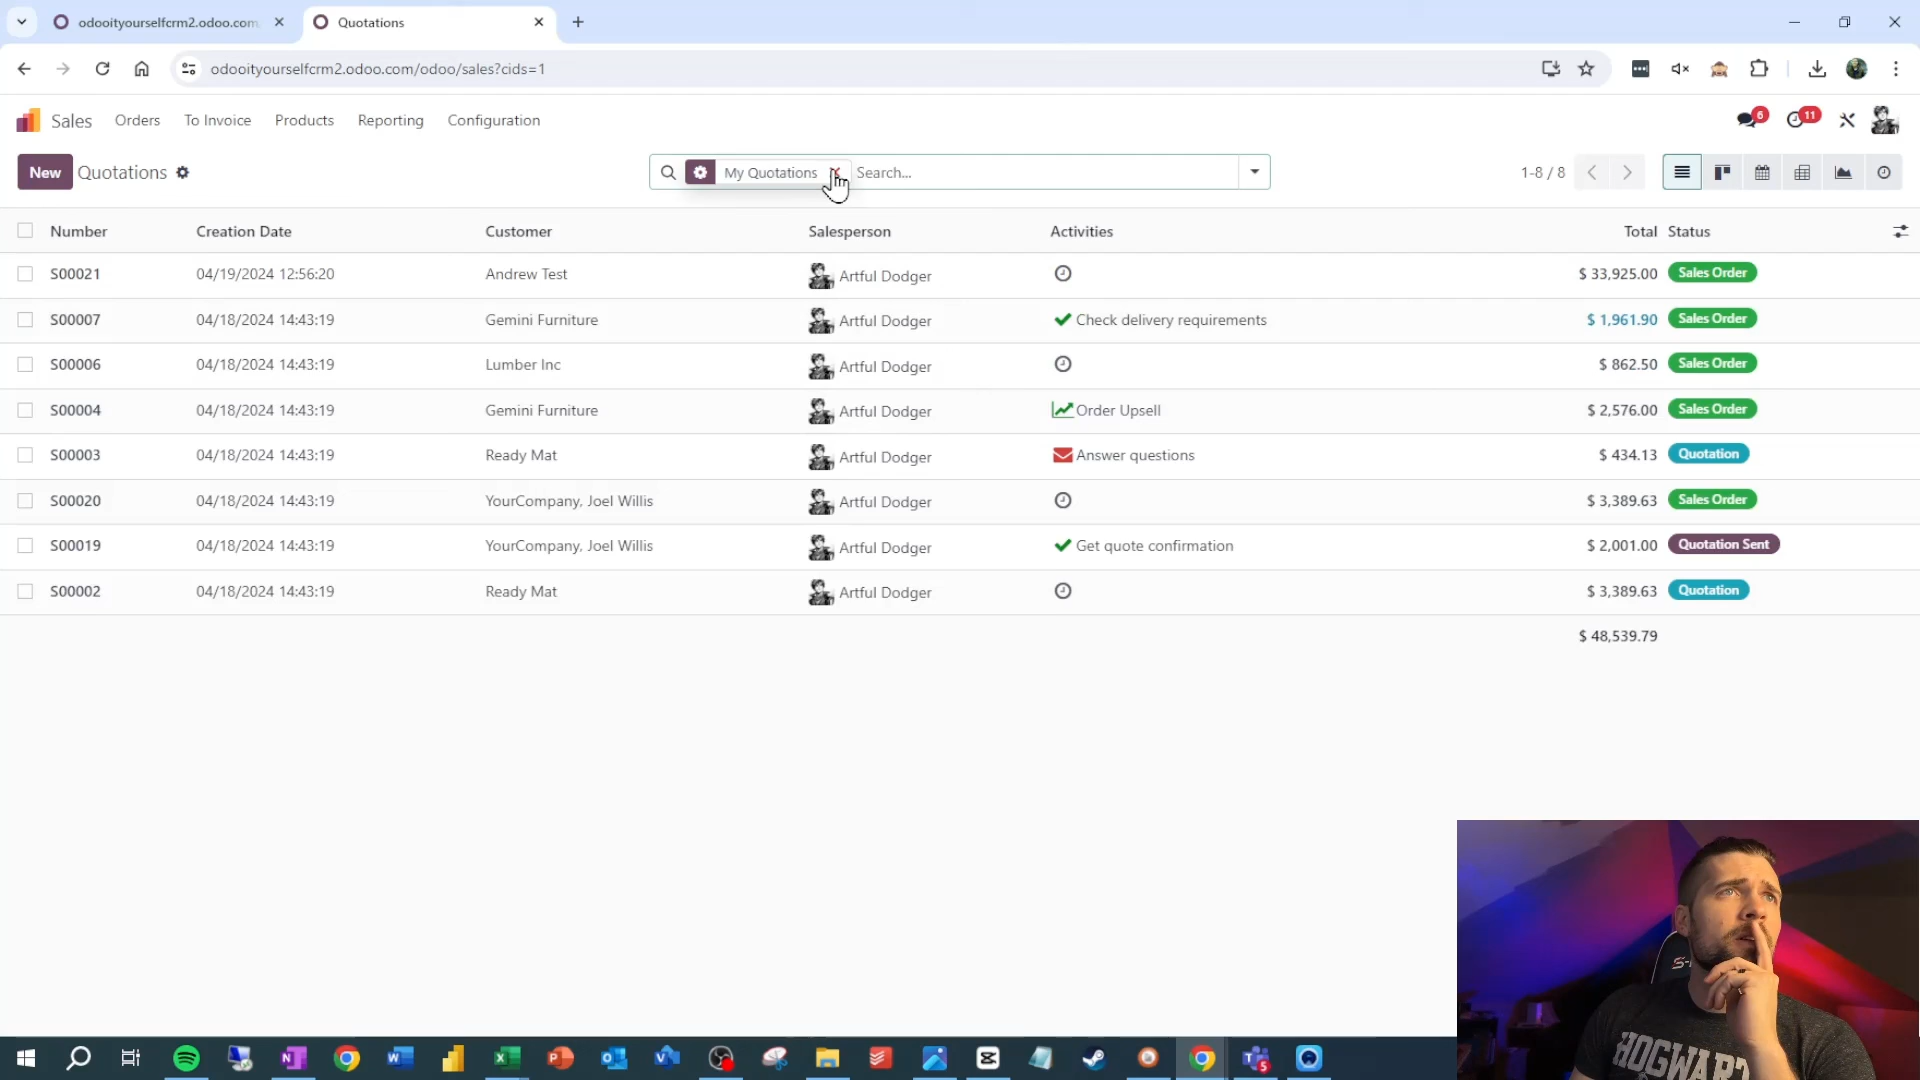 odooityourselfcrm2.odoo.com
Quotations
odooityourselfcrm2.odoo.com/odoo/sales?cids=1
Sales Orders To Invoice Products Reporting Configuration
6
11
New Quotations
My Quotations Search...
1-8 / 8
Number Creation Date Customer Salesperson Activities Total Status
S00021 04/19/2024 12:56:20 Andrew Test Artful Dodger $ 33,925.00 Sales Order
S00007 04/18/2024 14:43:19 Gemini Furniture Artful Dodger Check delivery requirements $ 1,961.90 Sales Order
S00006 04/18/2024 14:43:19 Lumber Inc Artful Dodger $ 862.50 Sales Order
S00004 04/18/2024 14:43:19 Gemini Furniture Artful Dodger Order Upsell $ 2,576.00 Sales Order
S00003 04/18/2024 14:43:19 Ready Mat Artful Dodger Answer questions $ 434.13 Quotation
S00020 04/18/2024 14:43:19 YourCompany, Joel Willis Artful Dodger $ 3,389.63 Sales Order
S00019 04/18/2024 14:43:19 YourCompany, Joel Willis Artful Dodger Get quote confirmation $ 2,001.00 Quotation Sent
S00002 04/18/2024 14:43:19 Ready Mat Artful Dodger $ 3,389.63 Quotation
$ 48,539.79